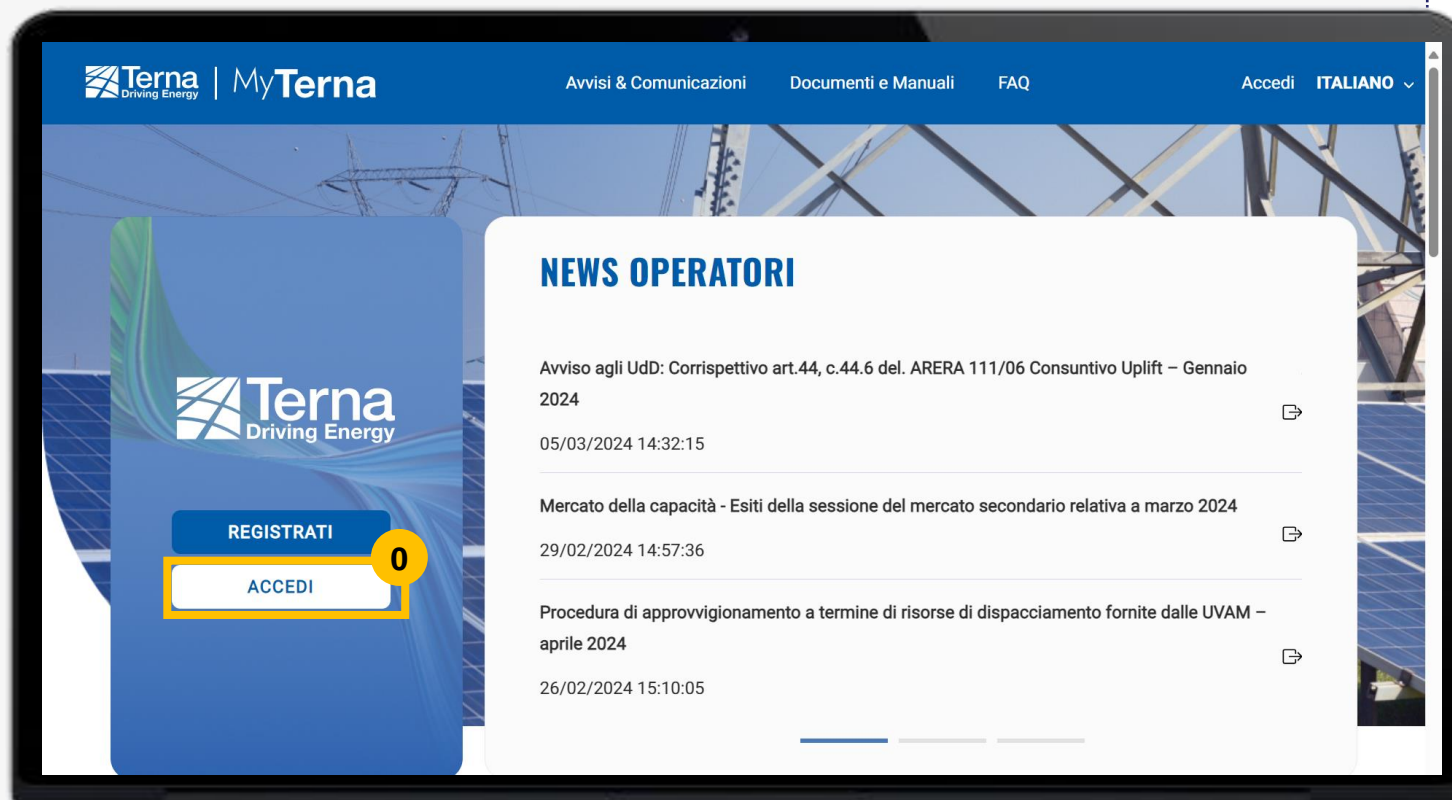 Terna Driving Energy | MyTerna
Avvisi & Comunicazioni Documenti e Manuali FAQ Accedi ITALIANO
NEWS OPERATORI
Avviso agli UdD: Corrispettivo art.44, c.44.6 del. ARERA 111/06 Consuntivo Uplift – Gennaio
2024
05/03/2024 14:32:15
Mercato della capacità - Esiti della sessione del mercato secondario relativa a marzo 2024
29/02/2024 14:57:36
Procedura di approvvigionamento a termine di risorse di dispacciamento fornite dalle UVAM –
aprile 2024
26/02/2024 15:10:05
Terna
Driving Energy
REGISTRATI
0
ACCEDI